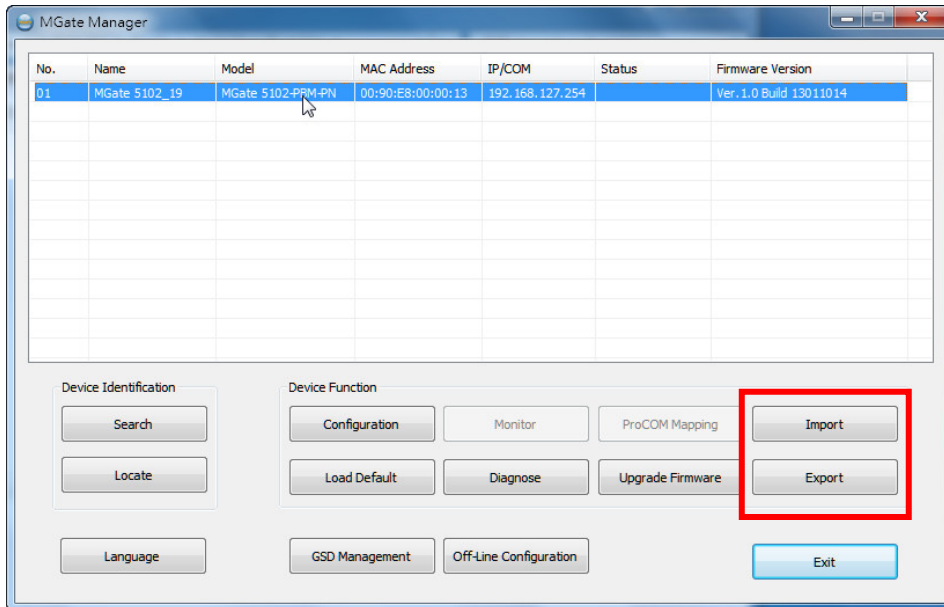 MGate Manager
No. Name Model MAC Address IP/COM Status Firmware Version
01 MGate 5102_19 MGate 5102-PBM-PN 00:90:E8:00:00:13 192.168.127.254 Ver.1.0 Build 13011014
Device Identification Device Function
Search Configuration Monitor ProCOM Mapping Import
Locate Load Default Diagnose Upgrade Firmware Export
Language GSD Management Off-Line Configuration Exit